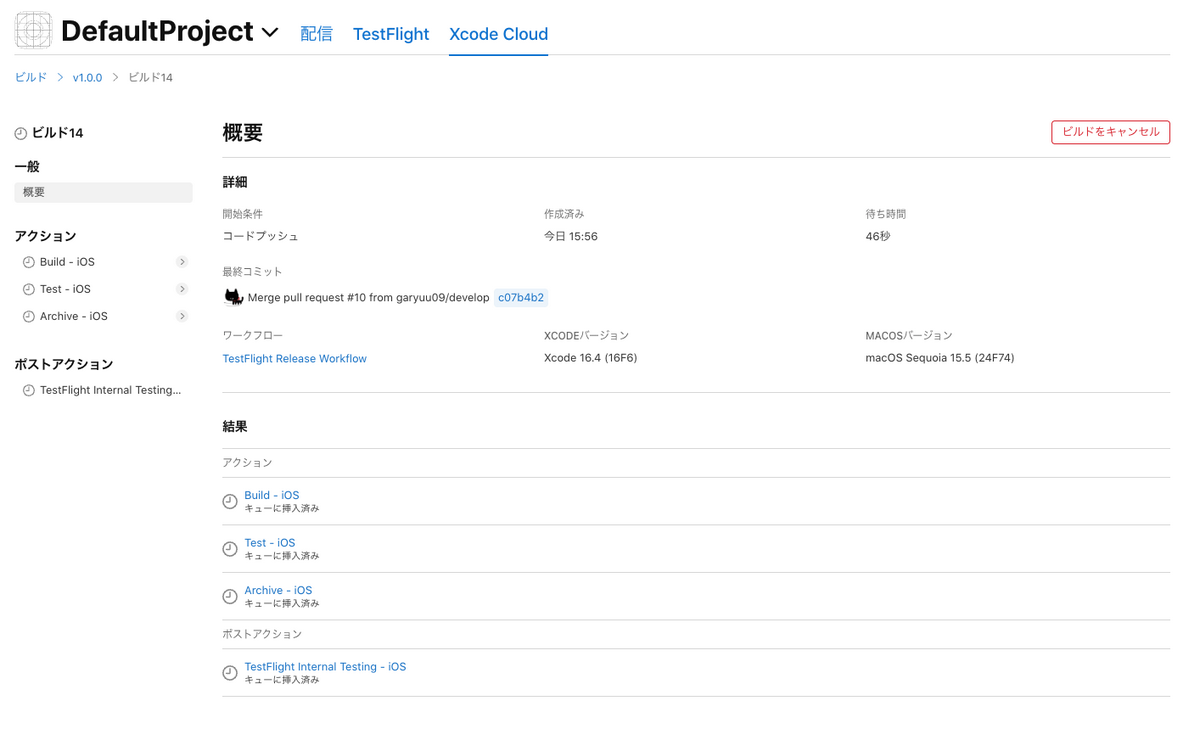 DefaultProject 配信 TestFlight Xcode Cloud
ビルド > v1.0.0 > ビルド14
ビルド14
一般
概要
アクション
Build - iOS
Test - iOS
Archive - iOS
ポストアクション
TestFlight Internal Testing...
概要
ビルドをキャンセル
詳細
開始条件 作成済み 待ち時間
コードプッシュ 今日 15:56 46秒
最終コミット
Merge pull request #10 from garyuu09/develop c07b4b2
ワークフロー XCODEバージョン MACOSバージョン
TestFlight Release Workflow Xcode 16.4 (16F6) macOS Sequoia 15.5 (24F74)
結果
アクション
Build - iOS
キューに挿入済み
Test - iOS
キューに挿入済み
Archive - iOS
キューに挿入済み
ポストアクション
TestFlight Internal Testing - iOS
キューに挿入済み